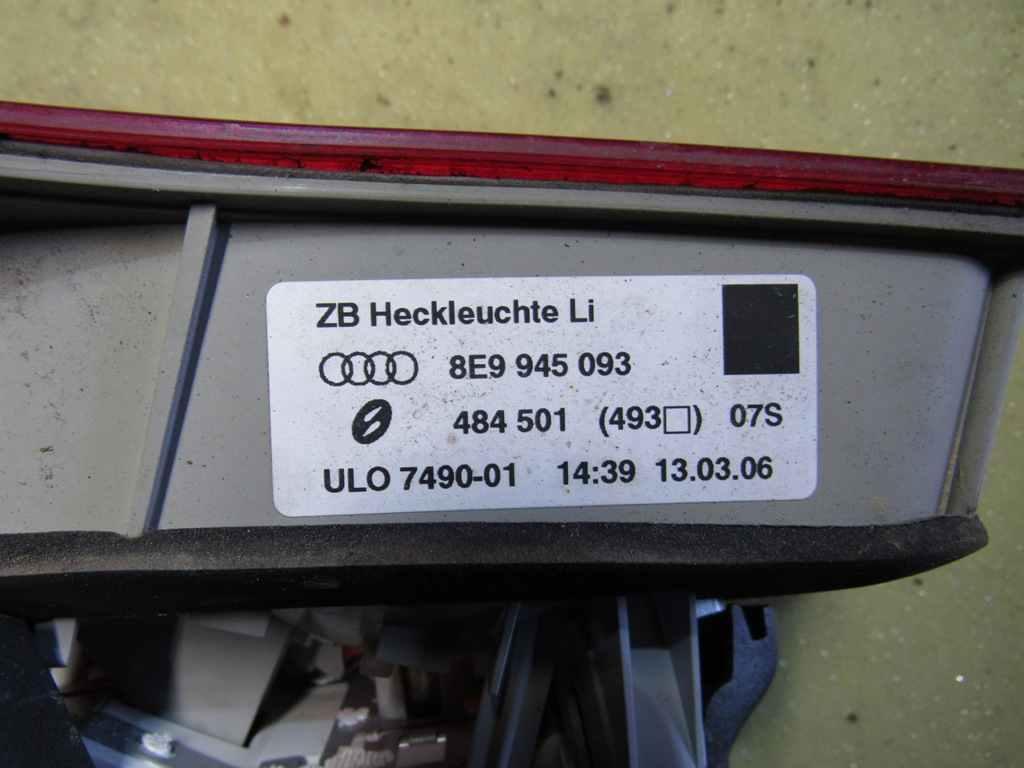 ZB Heckleuchte Li
8E9 945 093
484 501 (493□) 07S
ULO 7490-01 14:39 13.03.06